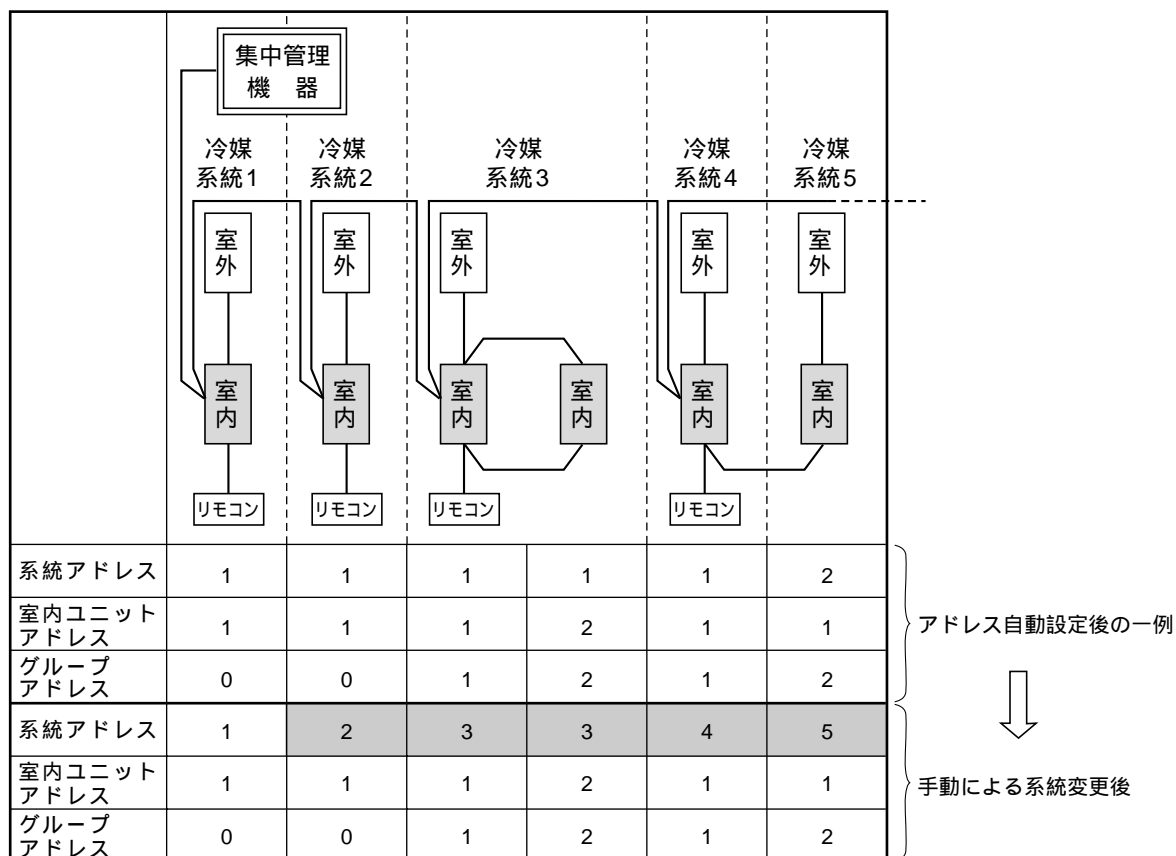 集中管理
機 器
冷媒
系統1
冷媒
系統2
冷媒
系統3
冷媒
系統4
冷媒
系統5
室外
室外
室外
室外
室外
室内
室内
室内
室内
室内
室内
リモコン
リモコン
リモコン
リモコン
系統アドレス 1 1 1 1 1 2
室内ユニット
アドレス 1 1 1 2 1 1
グループ
アドレス 0 0 1 2 1 2
アドレス自動設定後の一例
系統アドレス 1 2 3 3 4 5
室内ユニット
アドレス 1 1 1 2 1 1
グループ
アドレス 0 0 1 2 1 2
手動による系統変更後